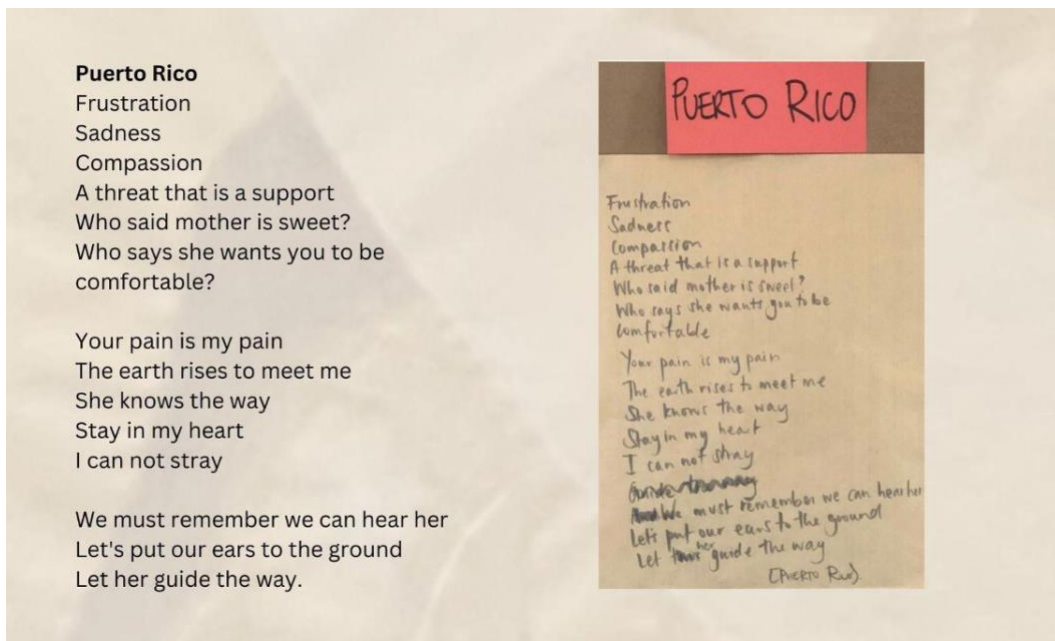 Puerto Rico
Frustration
Sadness
Compassion
A threat that is a support
Who said mother is sweet?
Who says she wants you to be
comfortable?
Your pain is my pain
The earth rises to meet me
She knows the way
Stay in my heart
I can not stray
We must remember we can hear her
Let's put our ears to the ground
Let her guide the way.
PUERTO RICO
Frustration
Sadness
Compassion
A threat that is a support
Who said mother is sweet?
Who says she wants you to be
Comfortable
Your pain is my pain
The earth rises to meet me
She knows the way
Stay in my heart
I can not stray
We must remember we can hear her
Let's put our ears to the ground
Let her guide the way
[PUERTO RICO]